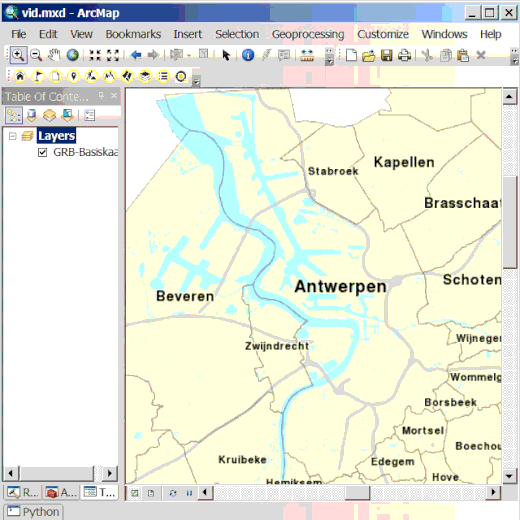 vid.mxd - ArcMap
File Edit View Bookmarks Insert Selection Geoprocessing Customize Windows Help
Table Of Conte...
Layers
GRB-Basiskaa
Stabroek
Kapellen
Brasschaat
Antwerpen
Schoten
Beveren
Zwijndrecht
Wijneger
Wommelg
Borsbeek
Mortsel
Boechou
Kruibeke
Edegem
Hove
Hemiksem
R... A... T...
Python